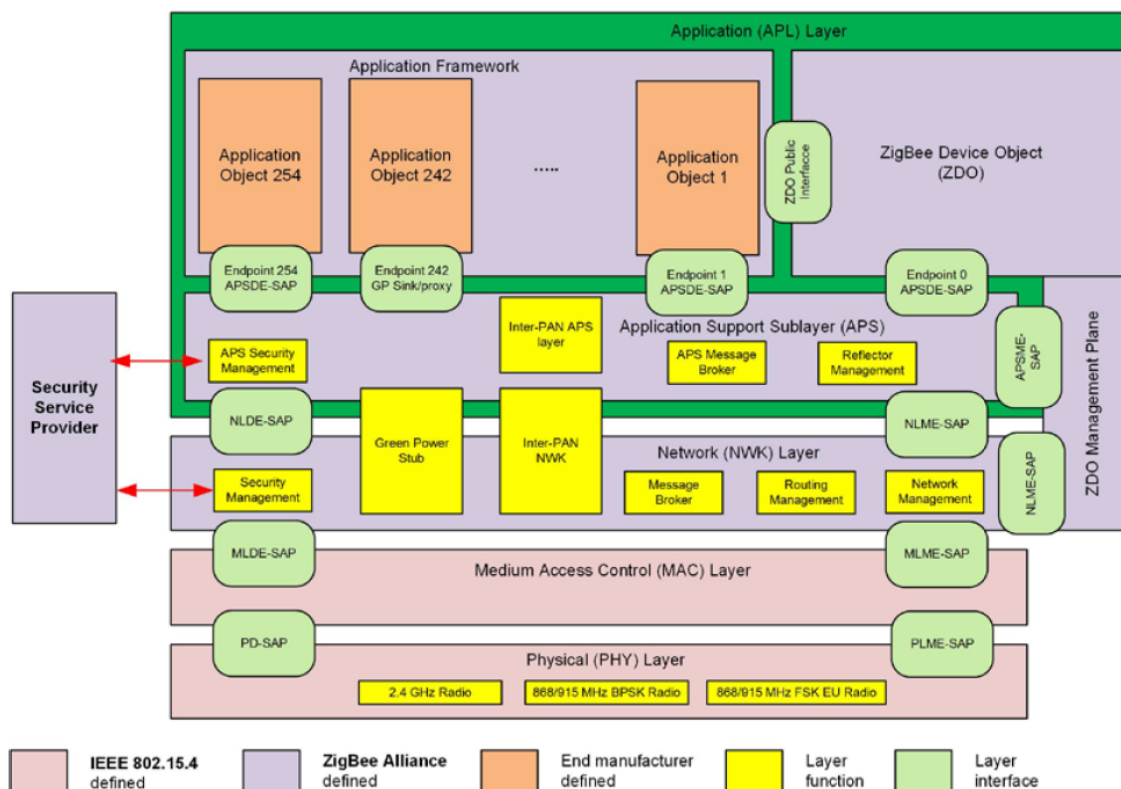 Application (APL) Layer
Application Framework
Application
Object 254
Application
Object 242
.....
Application
Object 1
ZDO Public
Interfacce
ZigBee Device Object
(ZDO)
Endpoint 254
APSDE-SAP
Endpoint 242
GP Sink/proxy
Endpoint 1
APSDE-SAP
Endpoint 0
APSDE-SAP
Security
Service
Provider
APS Security
Management
Inter-PAN APS
layer
Application Support Sublayer (APS)
APS Message
Broker
Reflector
Management
APSME-
SAP
ZDO Management Plane
NLDE-SAP
Green Power
Stub
Inter-PAN
NWK
NLME-SAP
Network (NWK) Layer
Security
Management
Message
Broker
Routing
Management
Network
Management
NLME-SAP
MLDE-SAP
MLME-SAP
Medium Access Control (MAC) Layer
PD-SAP
PLME-SAP
Physical (PHY) Layer
2.4 GHz Radio
868/915 MHz BPSK Radio
868/915 MHz FSK EU Radio
IEEE 802.15.4
defined
ZigBee Alliance
defined
End manufacturer
defined
Layer
function
Layer
interface